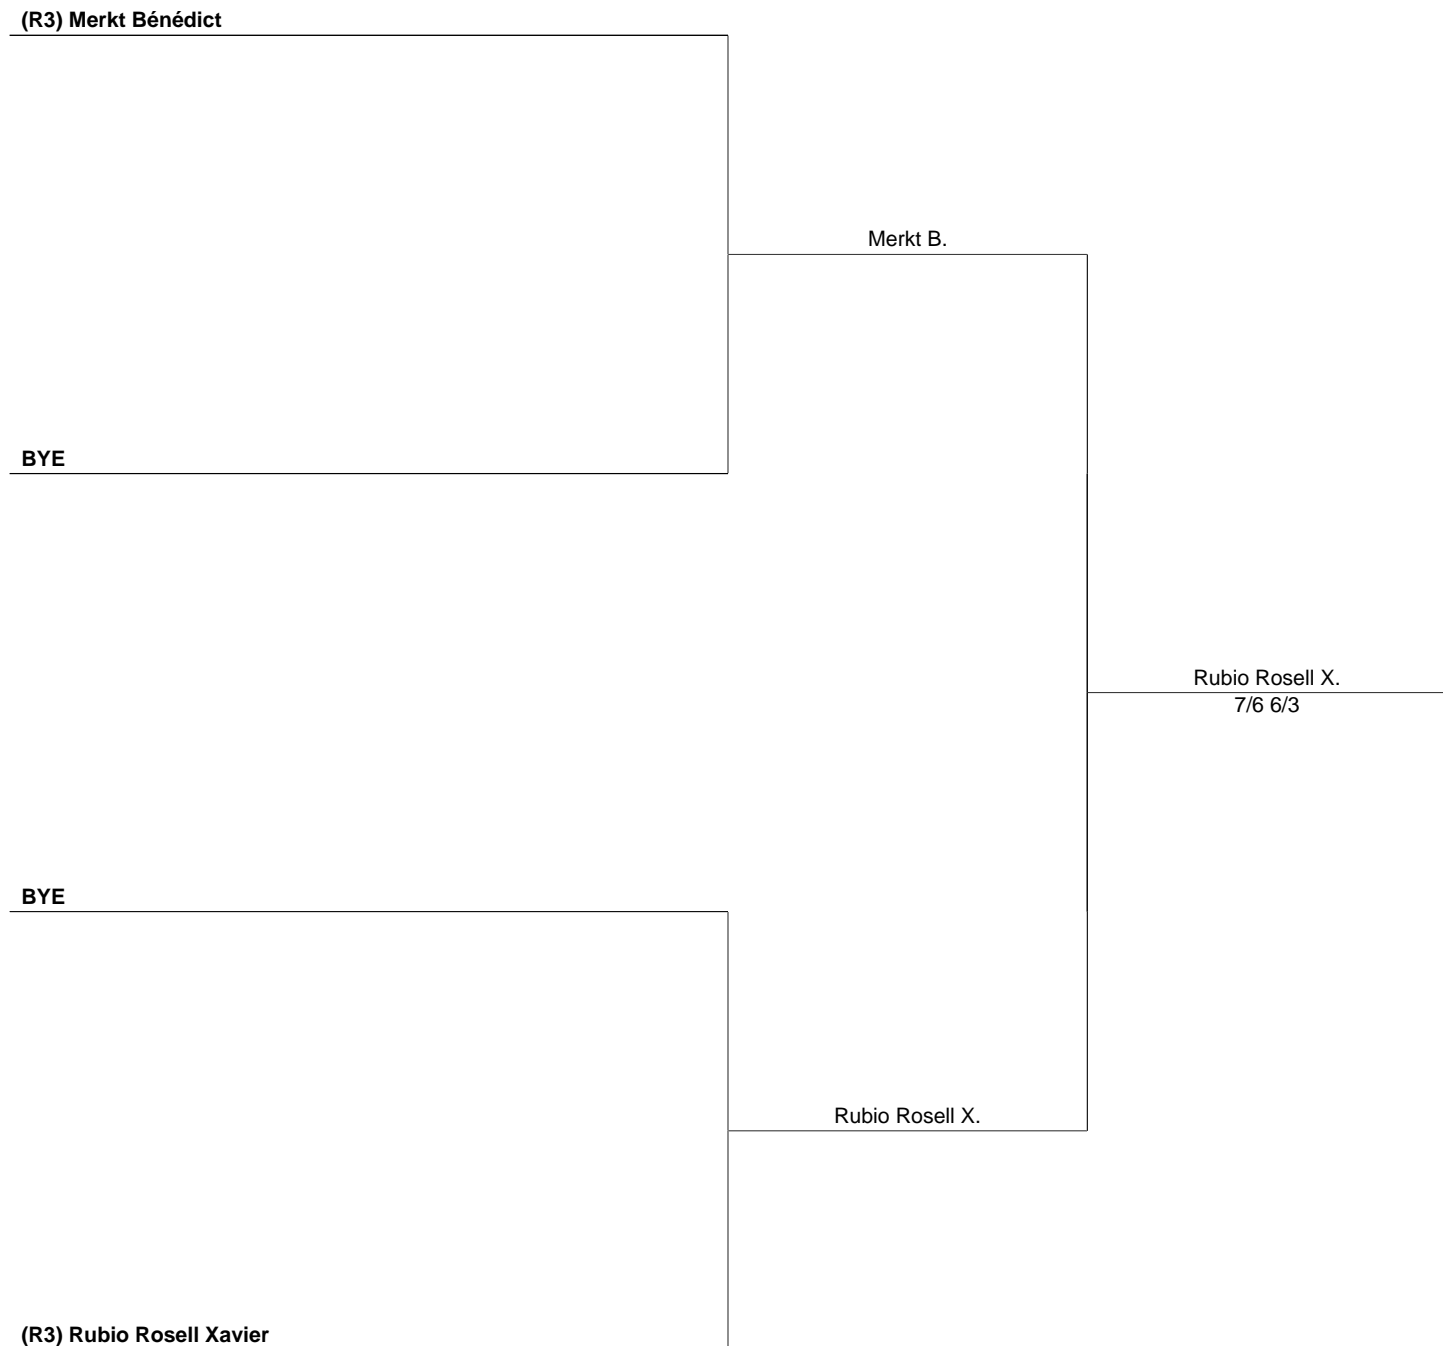 (R3) Merkt Bénédict
Merkt B.
BYE
Rubio Rosell X.
7/6 6/3
BYE
Rubio Rosell X.
(R3) Rubio Rosell Xavier